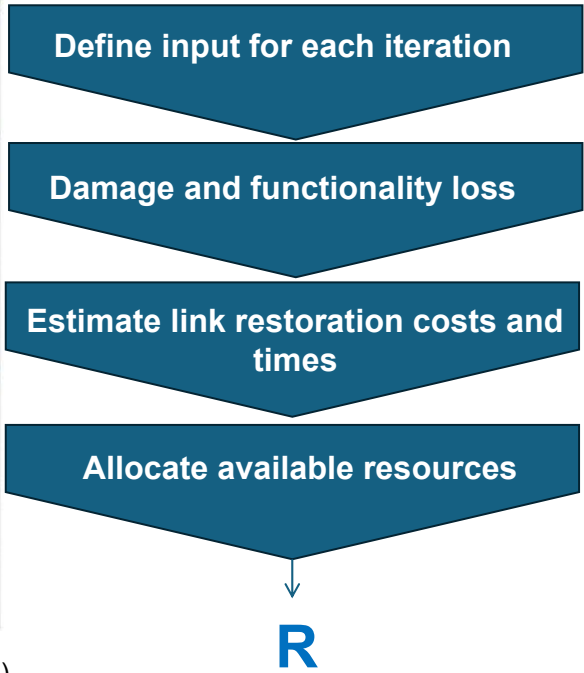 Define input for each iteration
Damage and functionality loss
Estimate link restoration costs and
times
Allocate available resources
R
)